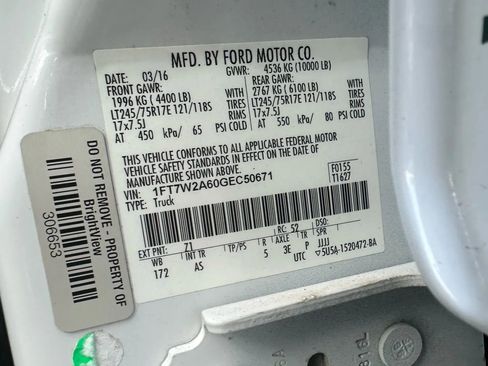 MFD. BY FORD MOTOR CO.
DATE: 03/16
GVWR: 4536 KG (10000 LB)
FRONT GAWR:
1996 KG ( 4400 LB)
REAR GAWR:
2767 KG ( 6100 LB)
LT245/75R17E 121/118S TIRES
LT245/75R17E 121/118S TIRES
17x7.5J RIMS
17x7.5J RIMS
AT 450 kPa/ 65 PSI COLD
AT 550 kPa/ 80 PSI COLD
THIS VEHICLE CONFORMS TO ALL APPLICABLE FEDERAL MOTOR
VEHICLE SAFETY STANDARDS IN EFFECT ON THE DATE OF
MANUFACTURE SHOWN ABOVE.
VIN: 1FT7W2A60GEC50671
TYPE: Truck
F0155
T1627
EXT PNT: Z1 RC: 52 DSO:
WB INT TR TP/PS R AXLE TR SPR
172 AS 5 3E P JJJJ
UTC 5U5A-1520472-BA
DO NOT REMOVE - PROPERTY OF
BrightView
306653
816L